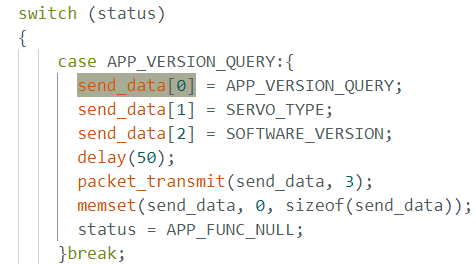 switch (status)
{
case APP_VERSION_QUERY:{
send_data[0] = APP_VERSION_QUERY;
send_data[1] = SERVO_TYPE;
send_data[2] = SOFTWARE_VERSION;
delay(50);
packet_transmit(send_data, 3);
memset(send_data, 0, sizeof(send_data));
status = APP_FUNC_NULL;
}break;